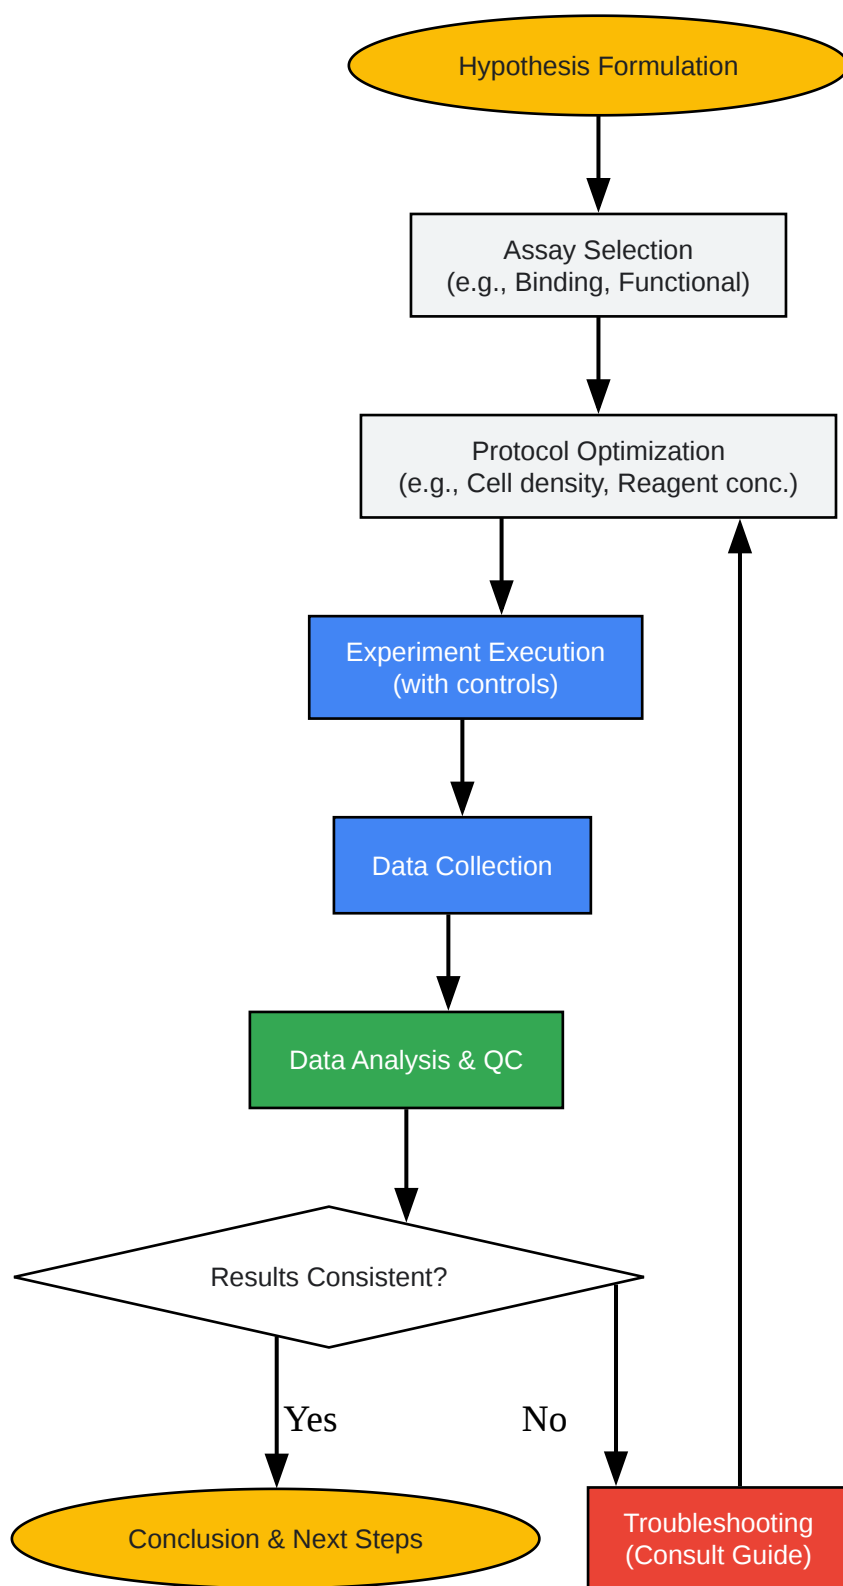 Hypothesis Formulation
Assay Selection
(e.g., Binding, Functional)
Protocol Optimization
(e.g., Cell density, Reagent conc.)
Experiment Execution
(with controls)
Data Collection
Data Analysis & QC
Results Consistent?
Yes
No
Conclusion & Next Steps
Troubleshooting
(Consult Guide)